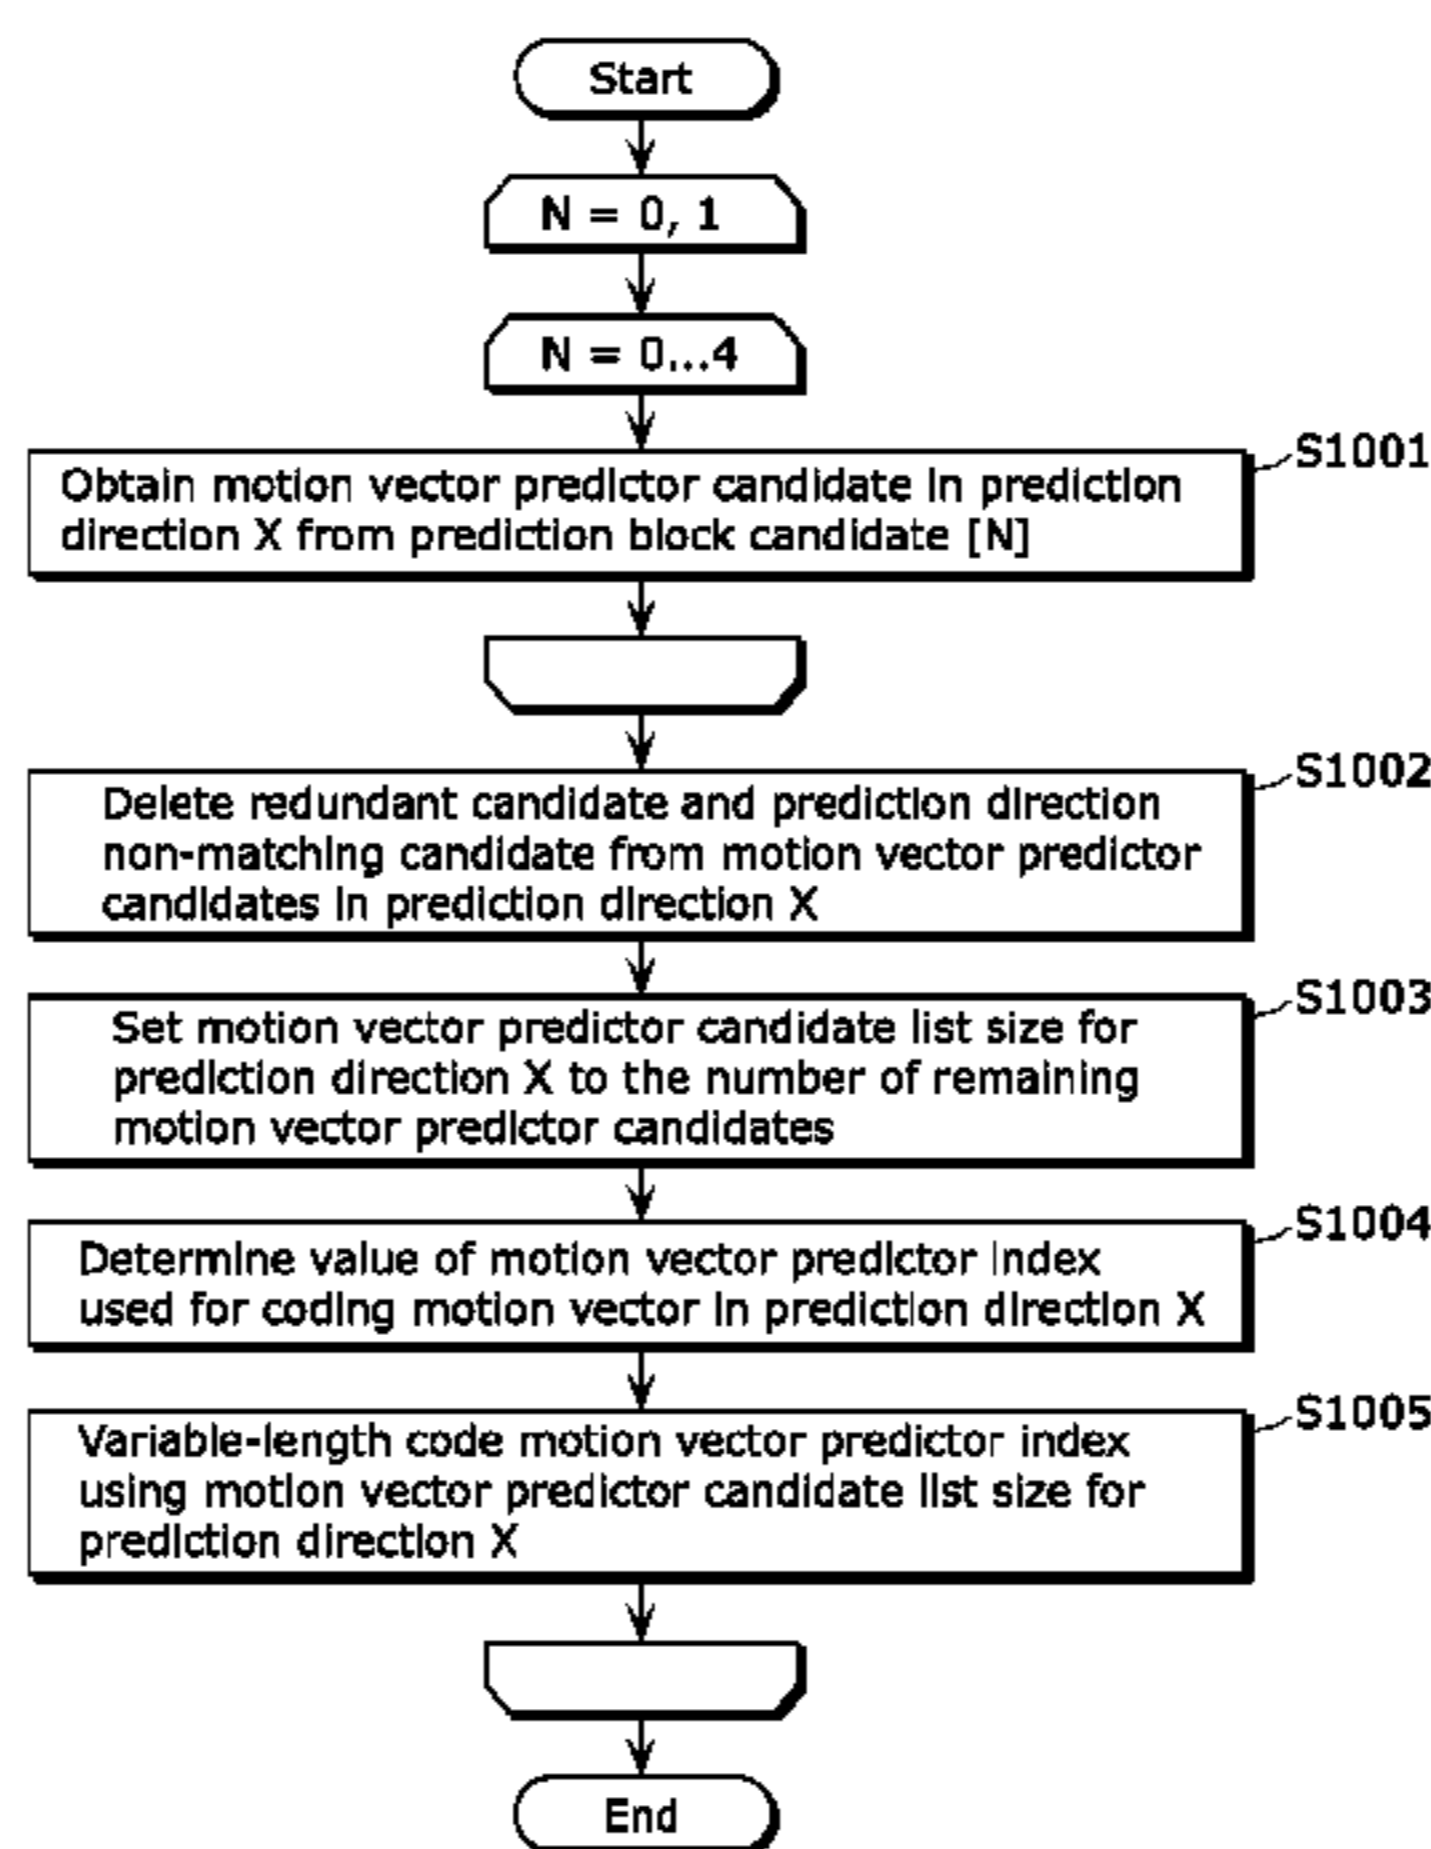 Start
N = 0, 1
N = 0...4
S1001
Obtain motion vector predictor candidate in prediction
direction X from prediction block candidate [N]
S1002
Delete redundant candidate and prediction direction
non-matching candidate from motion vector predictor
candidates in prediction direction X
S1003
Set motion vector predictor candidate list size for
prediction direction X to the number of remaining
motion vector predictor candidates
S1004
Determine value of motion vector predictor index
used for coding motion vector in prediction direction X
S1005
Variable-length code motion vector predictor index
using motion vector predictor candidate list size for
prediction direction X
End